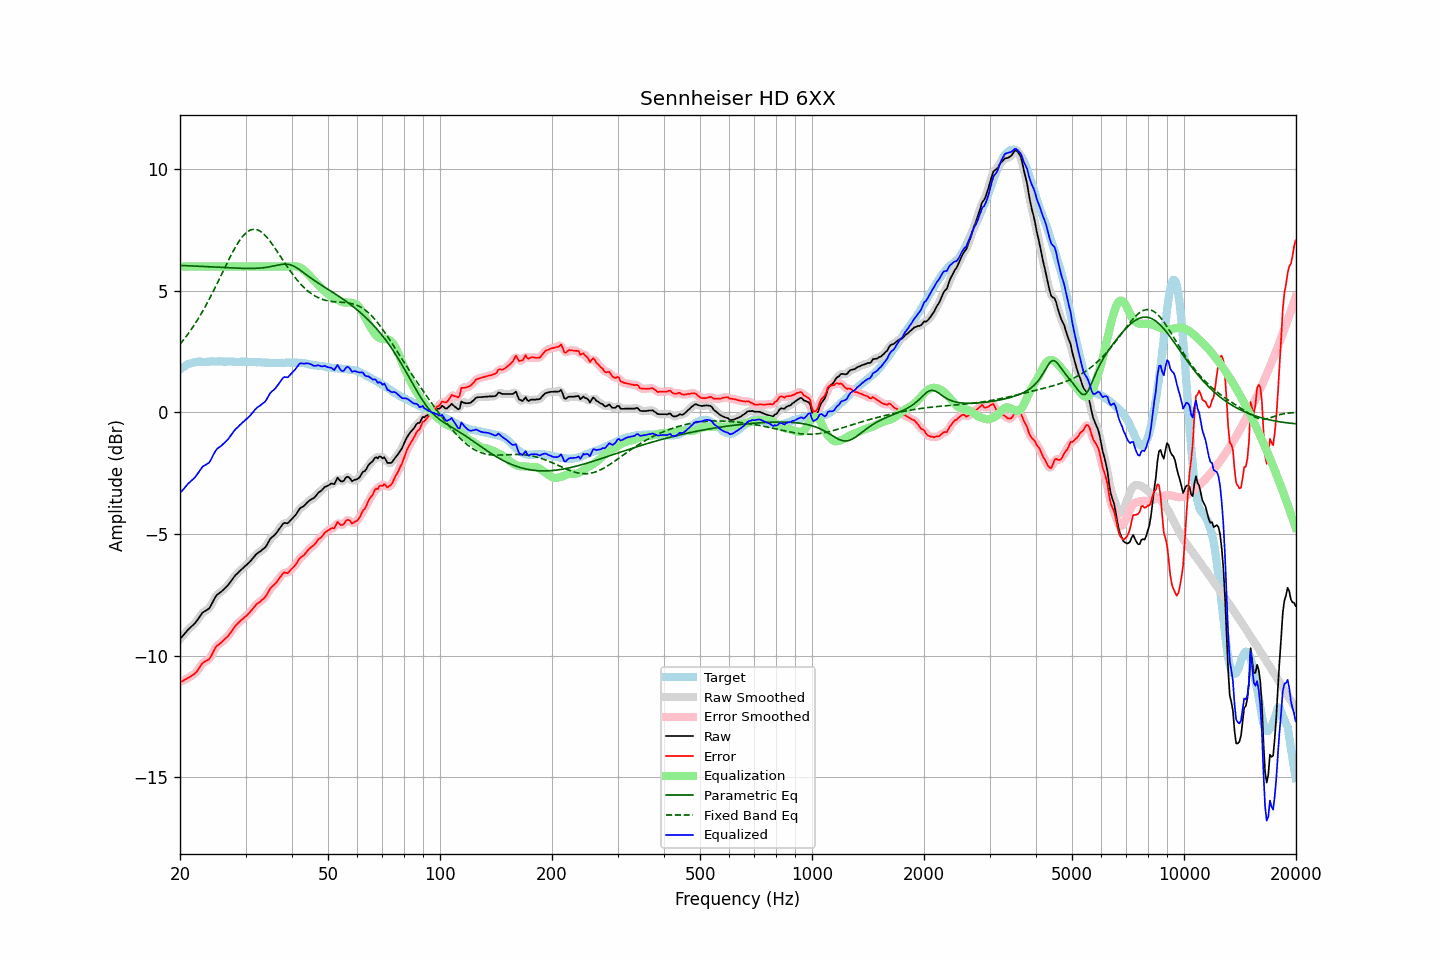 Sennheiser HD 6XX
Amplitude (dBr)
10
5
0
−5
−10
−15
Target
Raw Smoothed
Error Smoothed
Raw
Error
Equalization
Parametric Eq
Fixed Band Eq
Equalized
20
50
100
200
500
1000
2000
5000
10000
20000
Frequency (Hz)